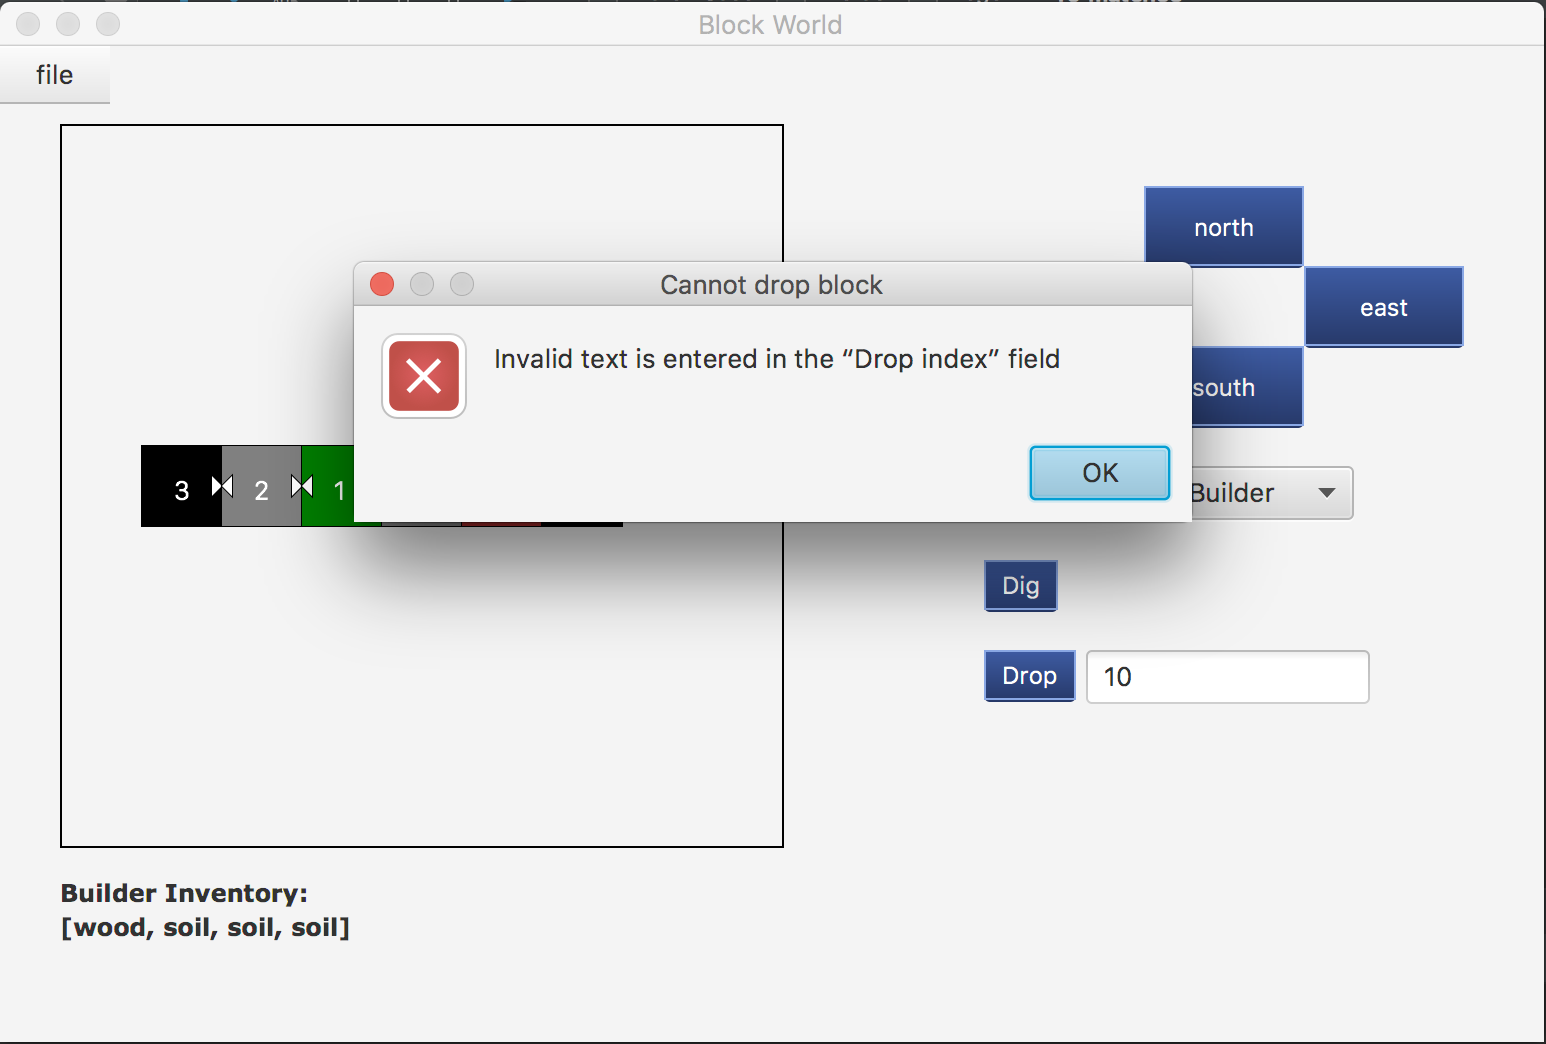 Block World
file
north
Cannot drop block
east
Invalid text is entered in the “Drop index” field
south
OK
3 2 1
Builder
Dig
Drop 10
Builder Inventory:
[wood, soil, soil, soil]